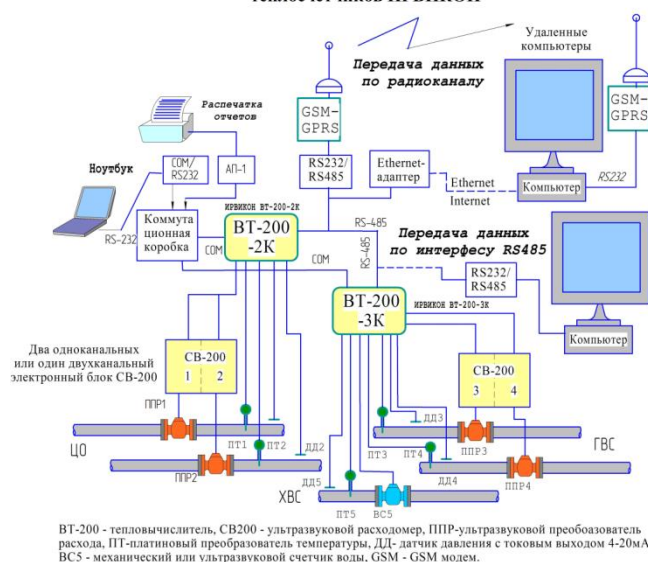 теплосчетчиков ИРВИКОН
Удаленные
компьютеры
Передача данных
по радиоканалу
Распечатка
отчетов
GSM-
GPRS
GSM-
GPRS
Ноутбук
COM/
RS232
АП-1
RS232/
RS485
Ethernet-
адаптер
Ethernet
Internet
Компьютер
RS232
RS-232
Коммута
ционная
коробка
ИРВИКОН ВТ-200-2К
ВТ-200
-2К
COM
COM
RS-485
RS-485
Передача данных
по интерфесу RS485
RS232/
RS485
Компьютер
ВТ-200
-3К
ИРВИКОН ВТ-200-3К
Два одноканальных
или один двухканальный
электронный блок СВ-200
СВ-200
1 2
СВ-200
3 4
ППР1
ЦО
ПТ1
ПТ2
ДД2
ППР2
ДД5
ХВС
ПТ5
ВС5
ПТ3
ДД3
ПТ4
ППР3
ДД4
ППР4
ГВС
ВТ-200 - тепловычислитель, СВ200 - ультразвуковой расходомер, ППР-ультразвуковой преобоазователь
расхода, ПТ-платиновый преобразователь температуры, ДД- датчик давления с токовым выходом 4-20мА,
ВС5 - механический или ультразвуковой счетчик воды, GSM - GSM модем.